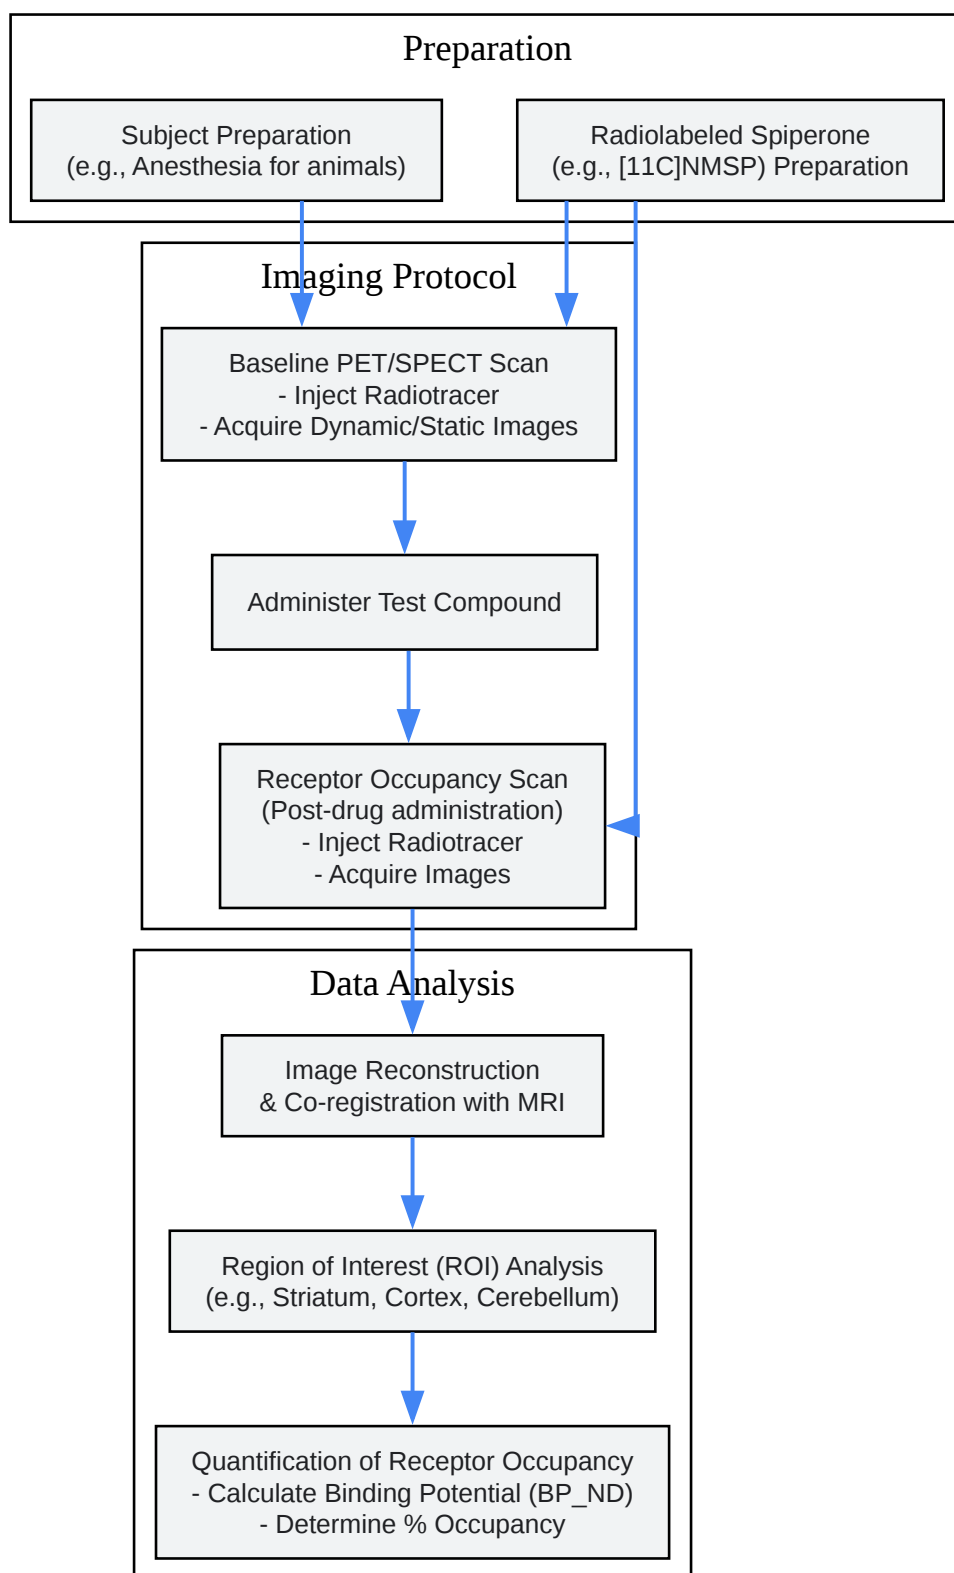 Preparation
Subject Preparation
(e.g., Anesthesia for animals)
Radiolabeled Spiperone
(e.g., [11C]NMSP) Preparation
Imaging Protocol
Baseline PET/SPECT Scan
- Inject Radiotracer
- Acquire Dynamic/Static Images
Administer Test Compound
Receptor Occupancy Scan
(Post-drug administration)
- Inject Radiotracer
- Acquire Images
Data Analysis
Image Reconstruction
& Co-registration with MRI
Region of Interest (ROI) Analysis
(e.g., Striatum, Cortex, Cerebellum)
Quantification of Receptor Occupancy
- Calculate Binding Potential (BP_ND)
- Determine % Occupancy